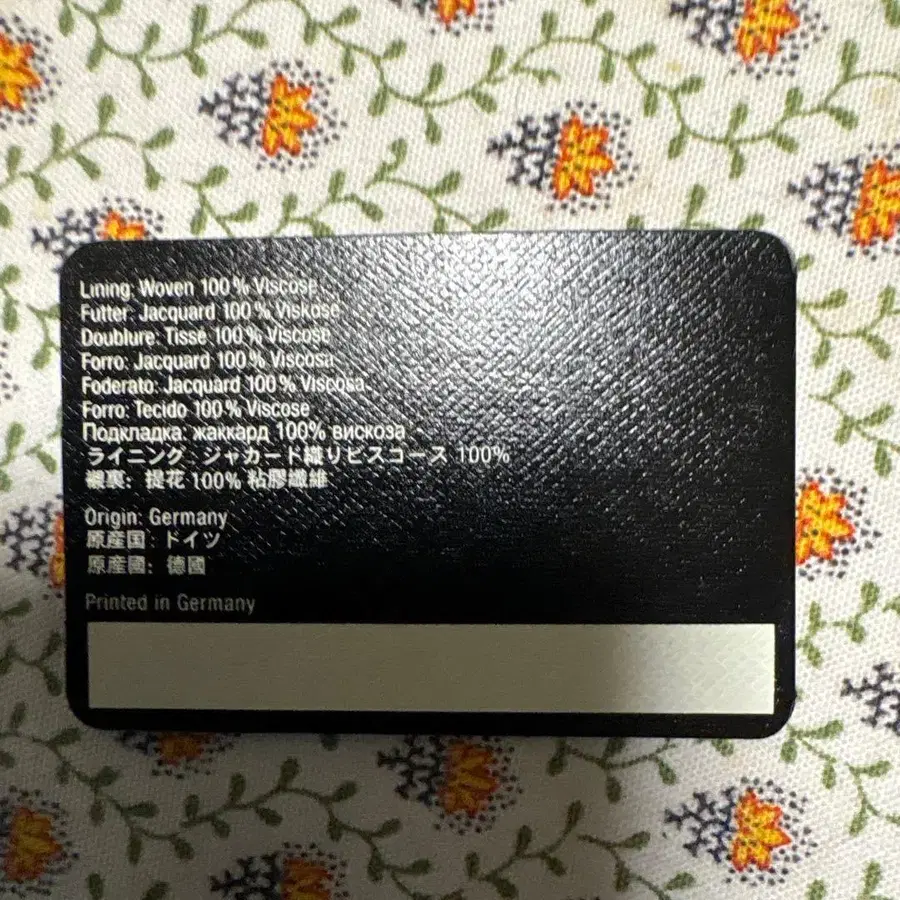 Lining: Woven 100% Viscose
Futter: Jacquard 100% Viskose
Doublure: Tissé 100% Viscose
Forro: Jacquard 100% Viscosa
Foderato: Jacquard 100% Viscosa
Forro: Tecido 100% Viscose
Подкладка: жаккард 100% вискоза
ライニング: ジャカード織りビスコース 100%
襯裏: 提花 100% 粘膠纖維
Origin: Germany
原産国: ドイツ
原産國: 德國
Printed in Germany